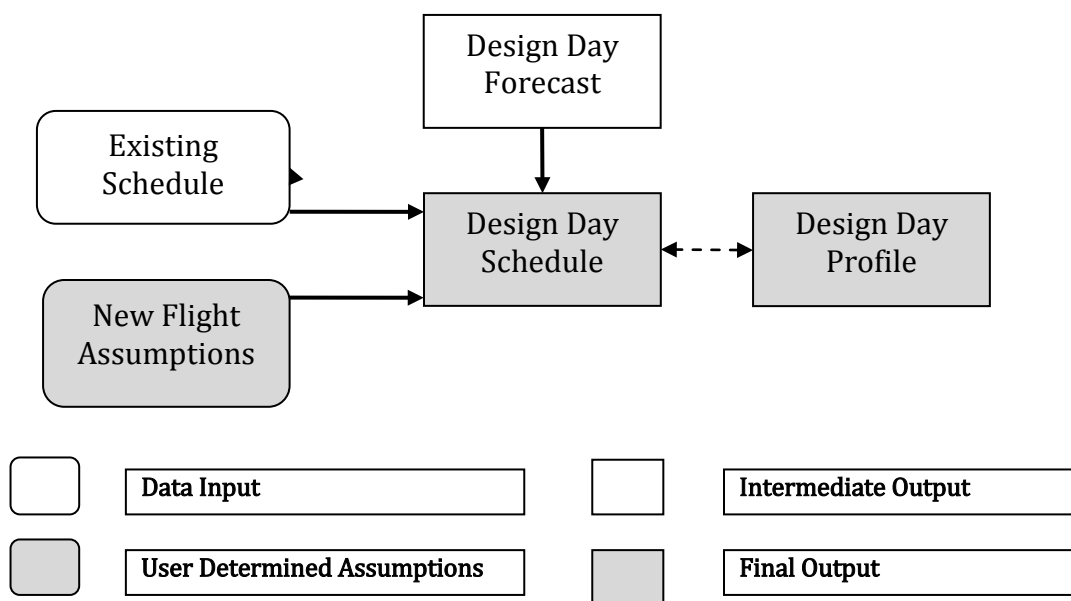 Design Day
Forecast
Existing
Schedule
Design Day
Schedule
Design Day
Profile
New Flight
Assumptions
Data Input
Intermediate Output
User Determined Assumptions
Final Output